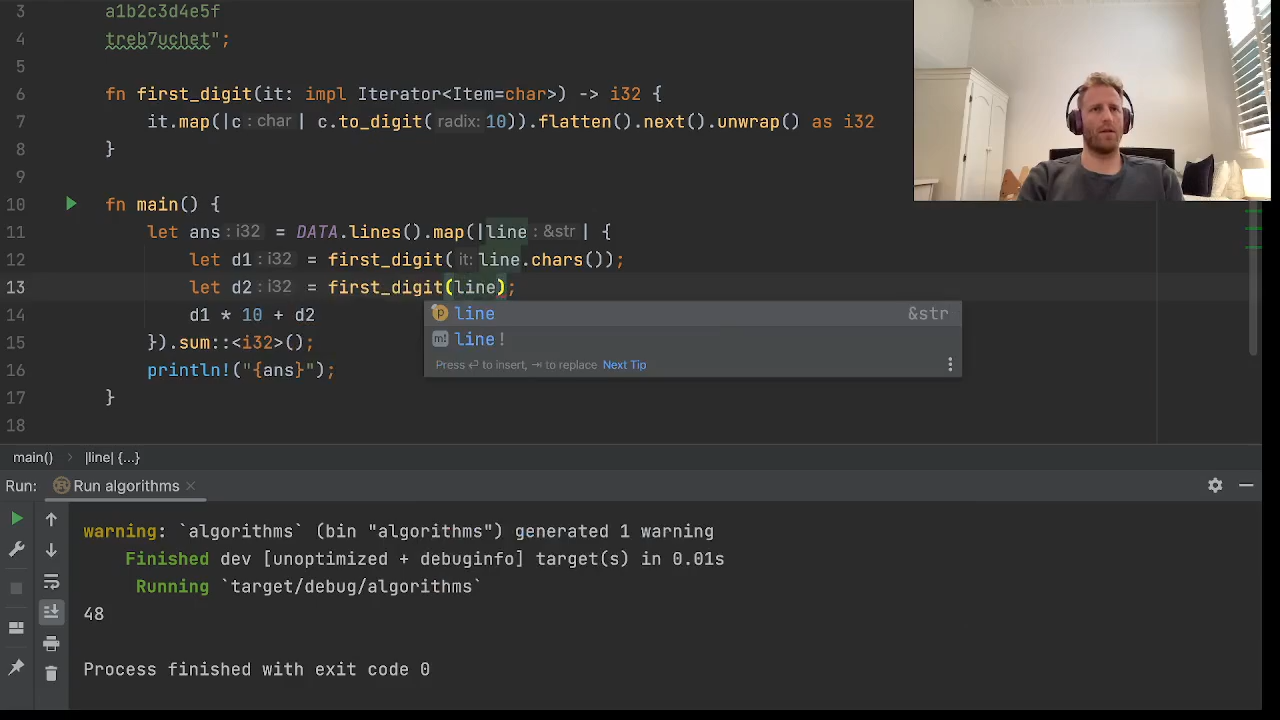 3 a1b2c3d4e5f
4 treb7uchet";
5
6 fn first_digit(it: impl Iterator<Item=char>) -> i32 {
7 it.map(|c : char | c.to_digit( radix: 10)).flatten().next().unwrap() as i32
8 }
9
10 fn main() {
11 let ans : i32 = DATA.lines().map(|line : &str | {
12 let d1 : i32 = first_digit( it: line.chars());
13 let d2 : i32 = first_digit(line);
line &str
14 d1 * 10 + d2
line!
15 }).sum::<i32>();
Press ⏎ to insert, ⇥ to replace Next Tip
16 println!("{ans}");
17 }
18
main() › |line| {...}
Run: Run algorithms ×
warning: `algorithms` (bin "algorithms") generated 1 warning
Finished dev [unoptimized + debuginfo] target(s) in 0.01s
Running `target/debug/algorithms`
48
Process finished with exit code 0